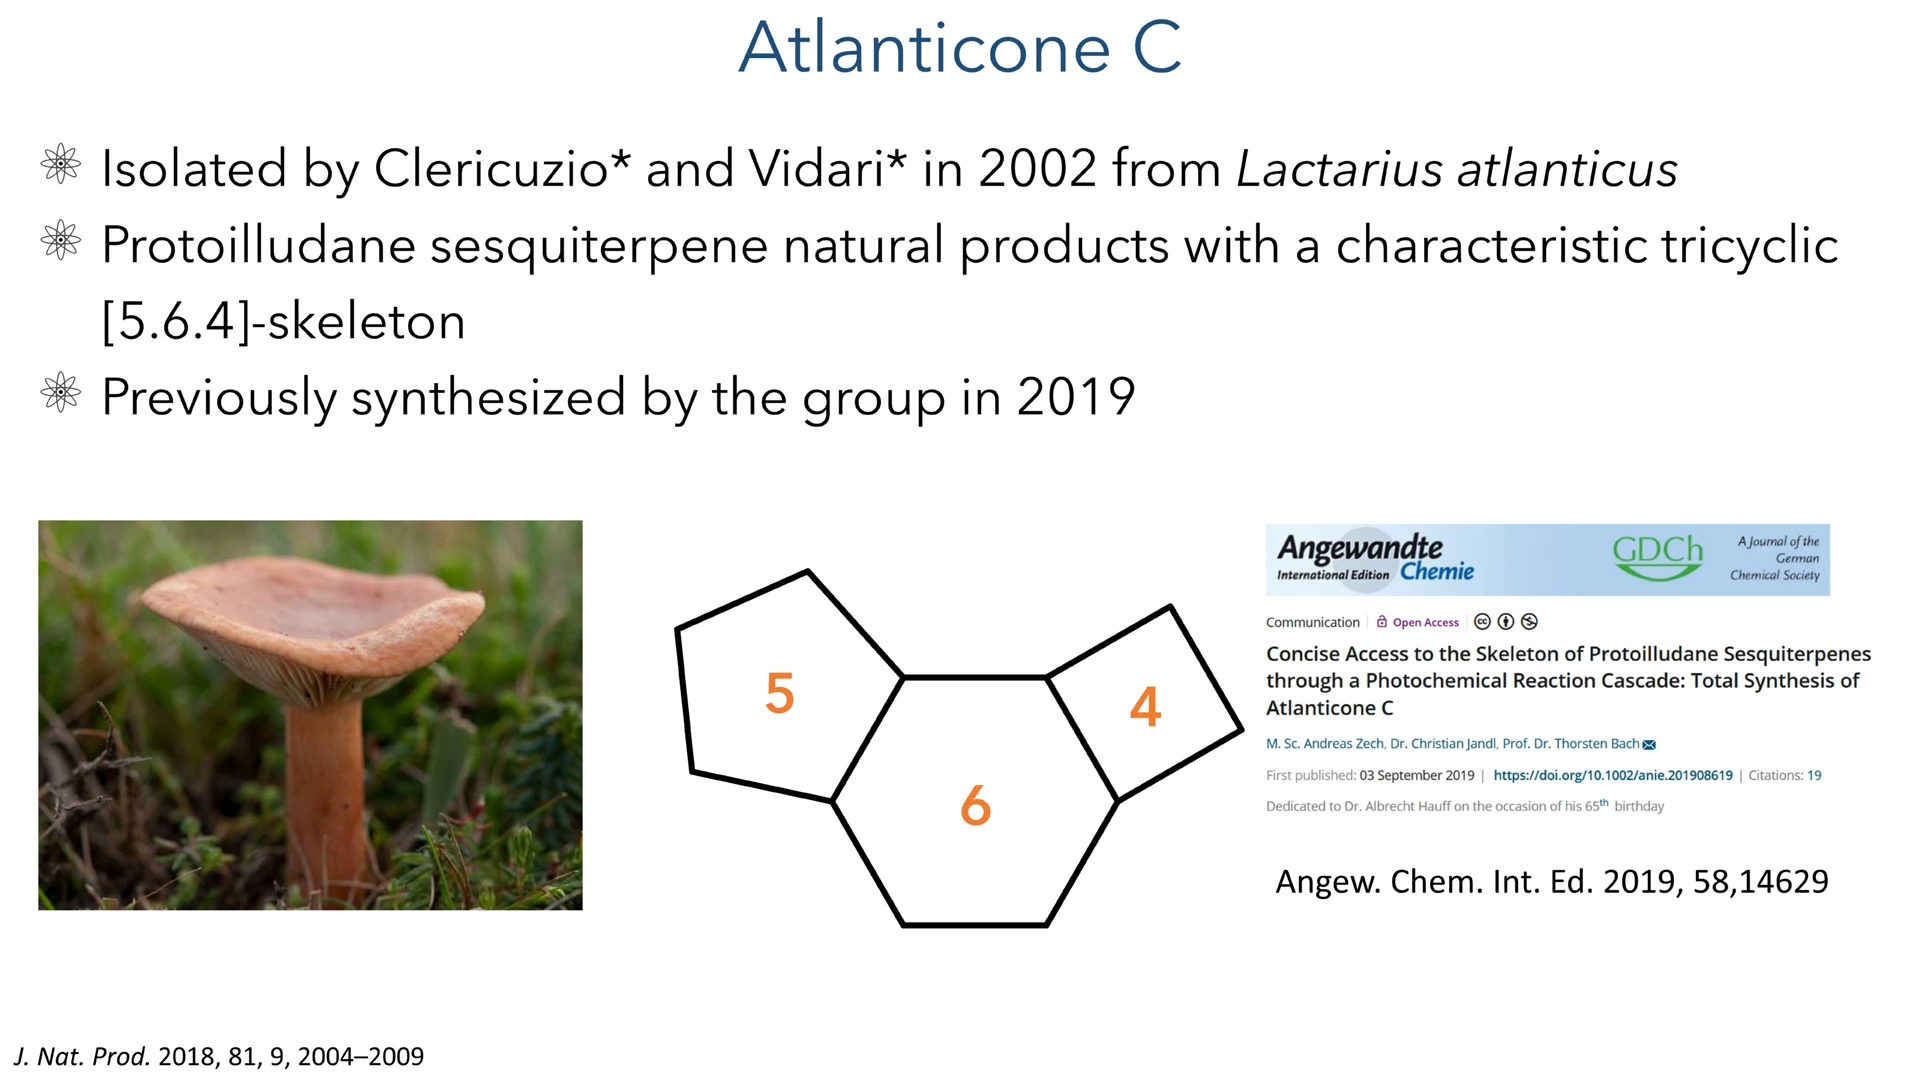 Atlanticone C
Isolated by Clericuzio* and Vidari* in 2002 from Lactarius atlanticus
Protoilludane sesquiterpene natural products with a characteristic tricyclic
[5.6.4]-skeleton
Previously synthesized by the group in 2019
5
6
4
Angewandte
International Edition Chemie
GDCh
A Journal of the
German
Chemical Society
Communication | Open Access |
Concise Access to the Skeleton of Protoilludane Sesquiterpenes
through a Photochemical Reaction Cascade: Total Synthesis of
Atlanticone C
M. Sc. Andreas Zech, Dr. Christian Jandl, Prof. Dr. Thorsten Bach
First published: 03 September 2019 | https://doi.org/10.1002/anie.201908619 | Citations: 19
Dedicated to Dr. Albrecht Hauff on the occasion of his 65th birthday
Angew. Chem. Int. Ed. 2019, 58,14629
J. Nat. Prod. 2018, 81, 9, 2004–2009